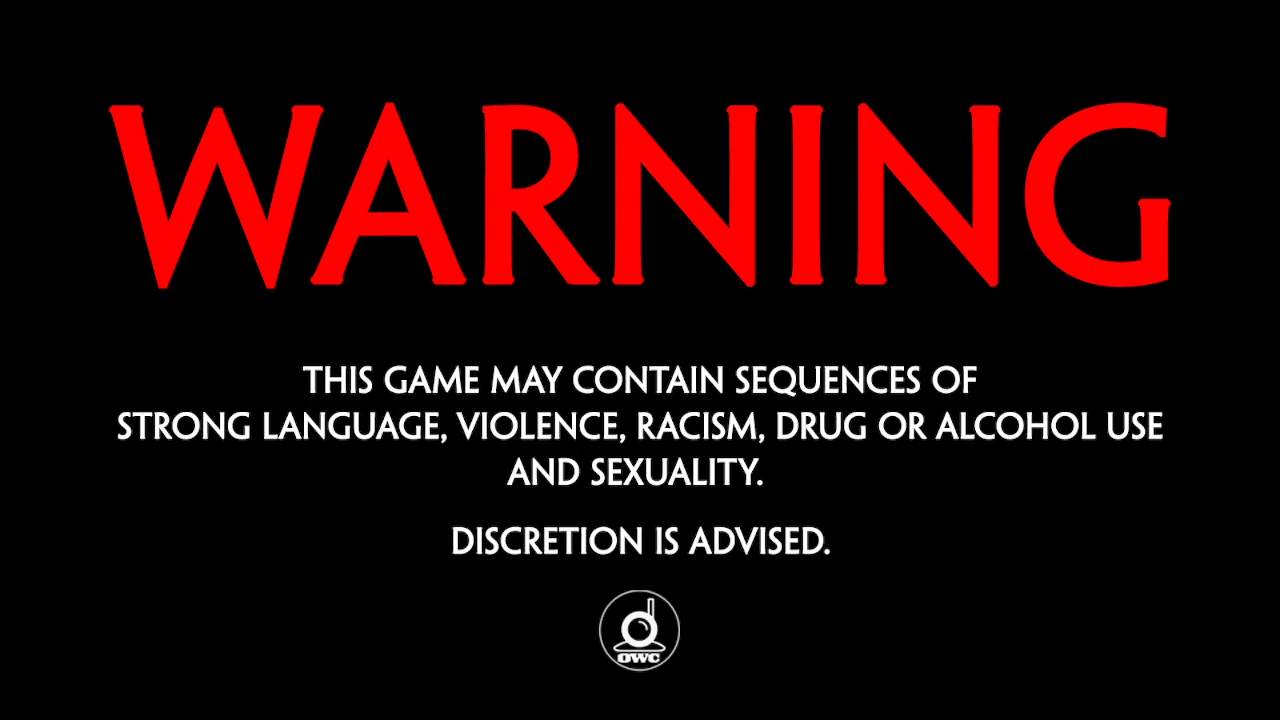 WARNING
THIS GAME MAY CONTAIN SEQUENCES OF
STRONG LANGUAGE, VIOLENCE, RACISM, DRUG OR ALCOHOL USE
AND SEXUALITY.
DISCRETION IS ADVISED.
OWC